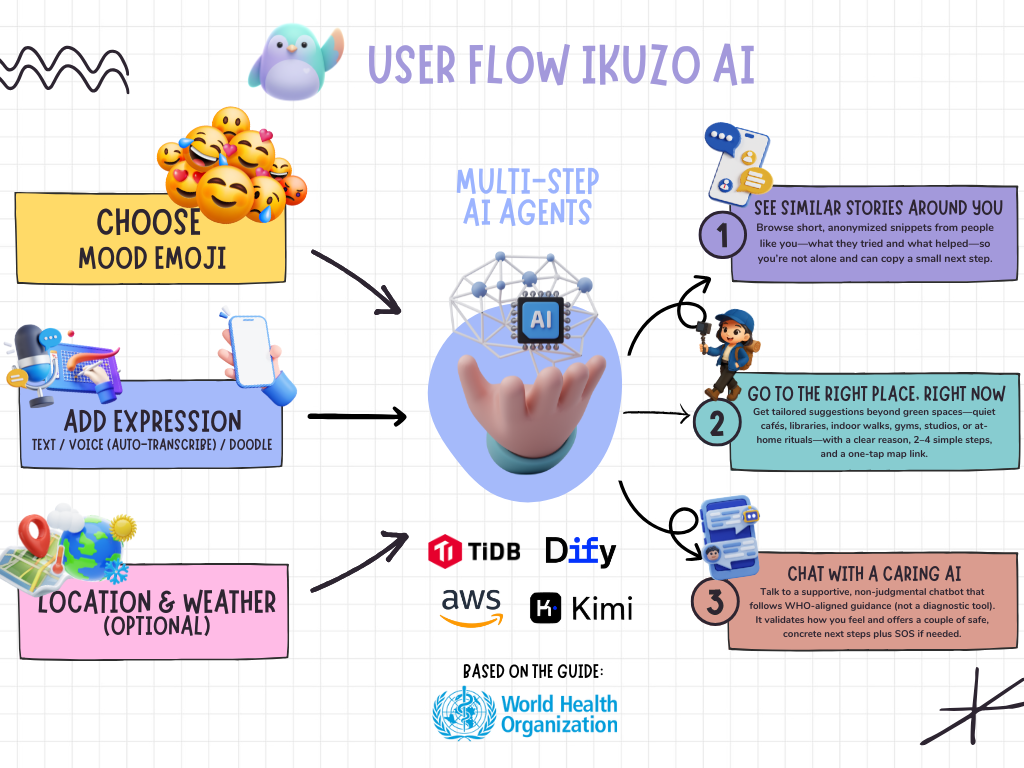 USER FLOW IKUZO AI
CHOOSE
MOOD EMOJI
ADD EXPRESSION
TEXT / VOICE (AUTO-TRANSCRIBE) / DOODLE
LOCATION & WEATHER
(OPTIONAL)
MULTI-STEP
AI AGENTS
AI
TiDB
Dify
aws
Kimi
BASED ON THE GUIDE:
World Health
Organization
1
SEE SIMILAR STORIES AROUND YOU
Browse short, anonymized snippets from people
like you—what they tried and what helped—so
you're not alone and can copy a small next step.
2
GO TO THE RIGHT PLACE, RIGHT NOW
Get tailored suggestions beyond green spaces—quiet
cafés, libraries, indoor walks, gyms, studios, or at-
home rituals—with a clear reason, 2–4 simple steps,
and a one-tap map link.
3
CHAT WITH A CARING AI
Talk to a supportive, non-judgmental chatbot that
follows WHO-aligned guidance (not a diagnostic tool).
It validates how you feel and offers a couple of safe,
concrete next steps plus SOS if needed.